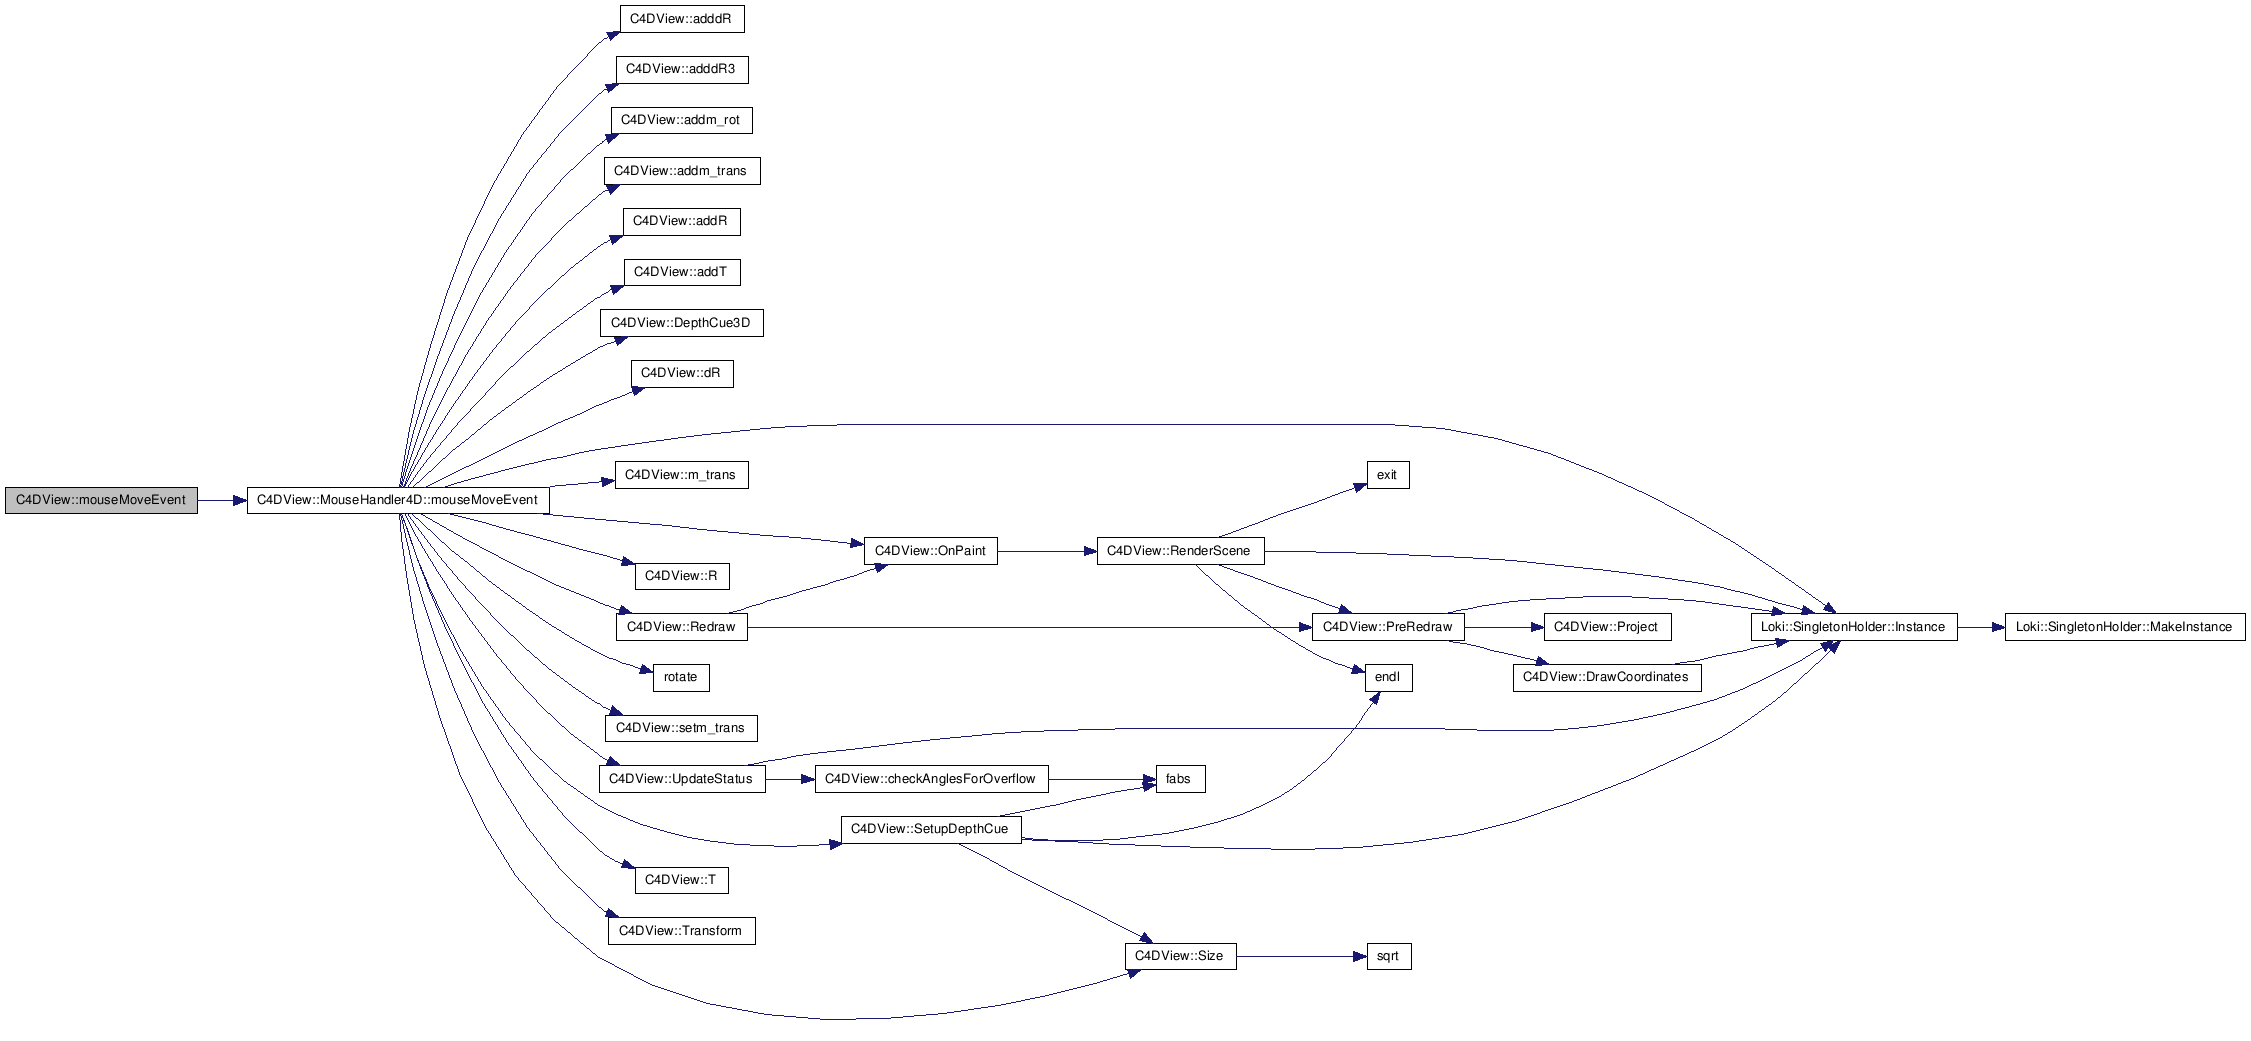 C4DView::adddR
C4DView::adddR3
C4DView::addm_rot
C4DView::addm_trans
C4DView::addR
C4DView::addT
C4DView::DepthCue3D
C4DView::dR
C4DView::m_trans
exit
C4DView::mouseMoveEvent
C4DView::MouseHandler4D::mouseMoveEvent
C4DView::OnPaint
C4DView::RenderScene
C4DView::R
C4DView::Redraw
C4DView::PreRedraw
C4DView::Project
Loki::SingletonHolder::Instance
Loki::SingletonHolder::MakeInstance
rotate
endl
C4DView::DrawCoordinates
C4DView::setm_trans
C4DView::UpdateStatus
C4DView::checkAnglesForOverflow
fabs
C4DView::SetupDepthCue
C4DView::T
C4DView::Transform
C4DView::Size
sqrt